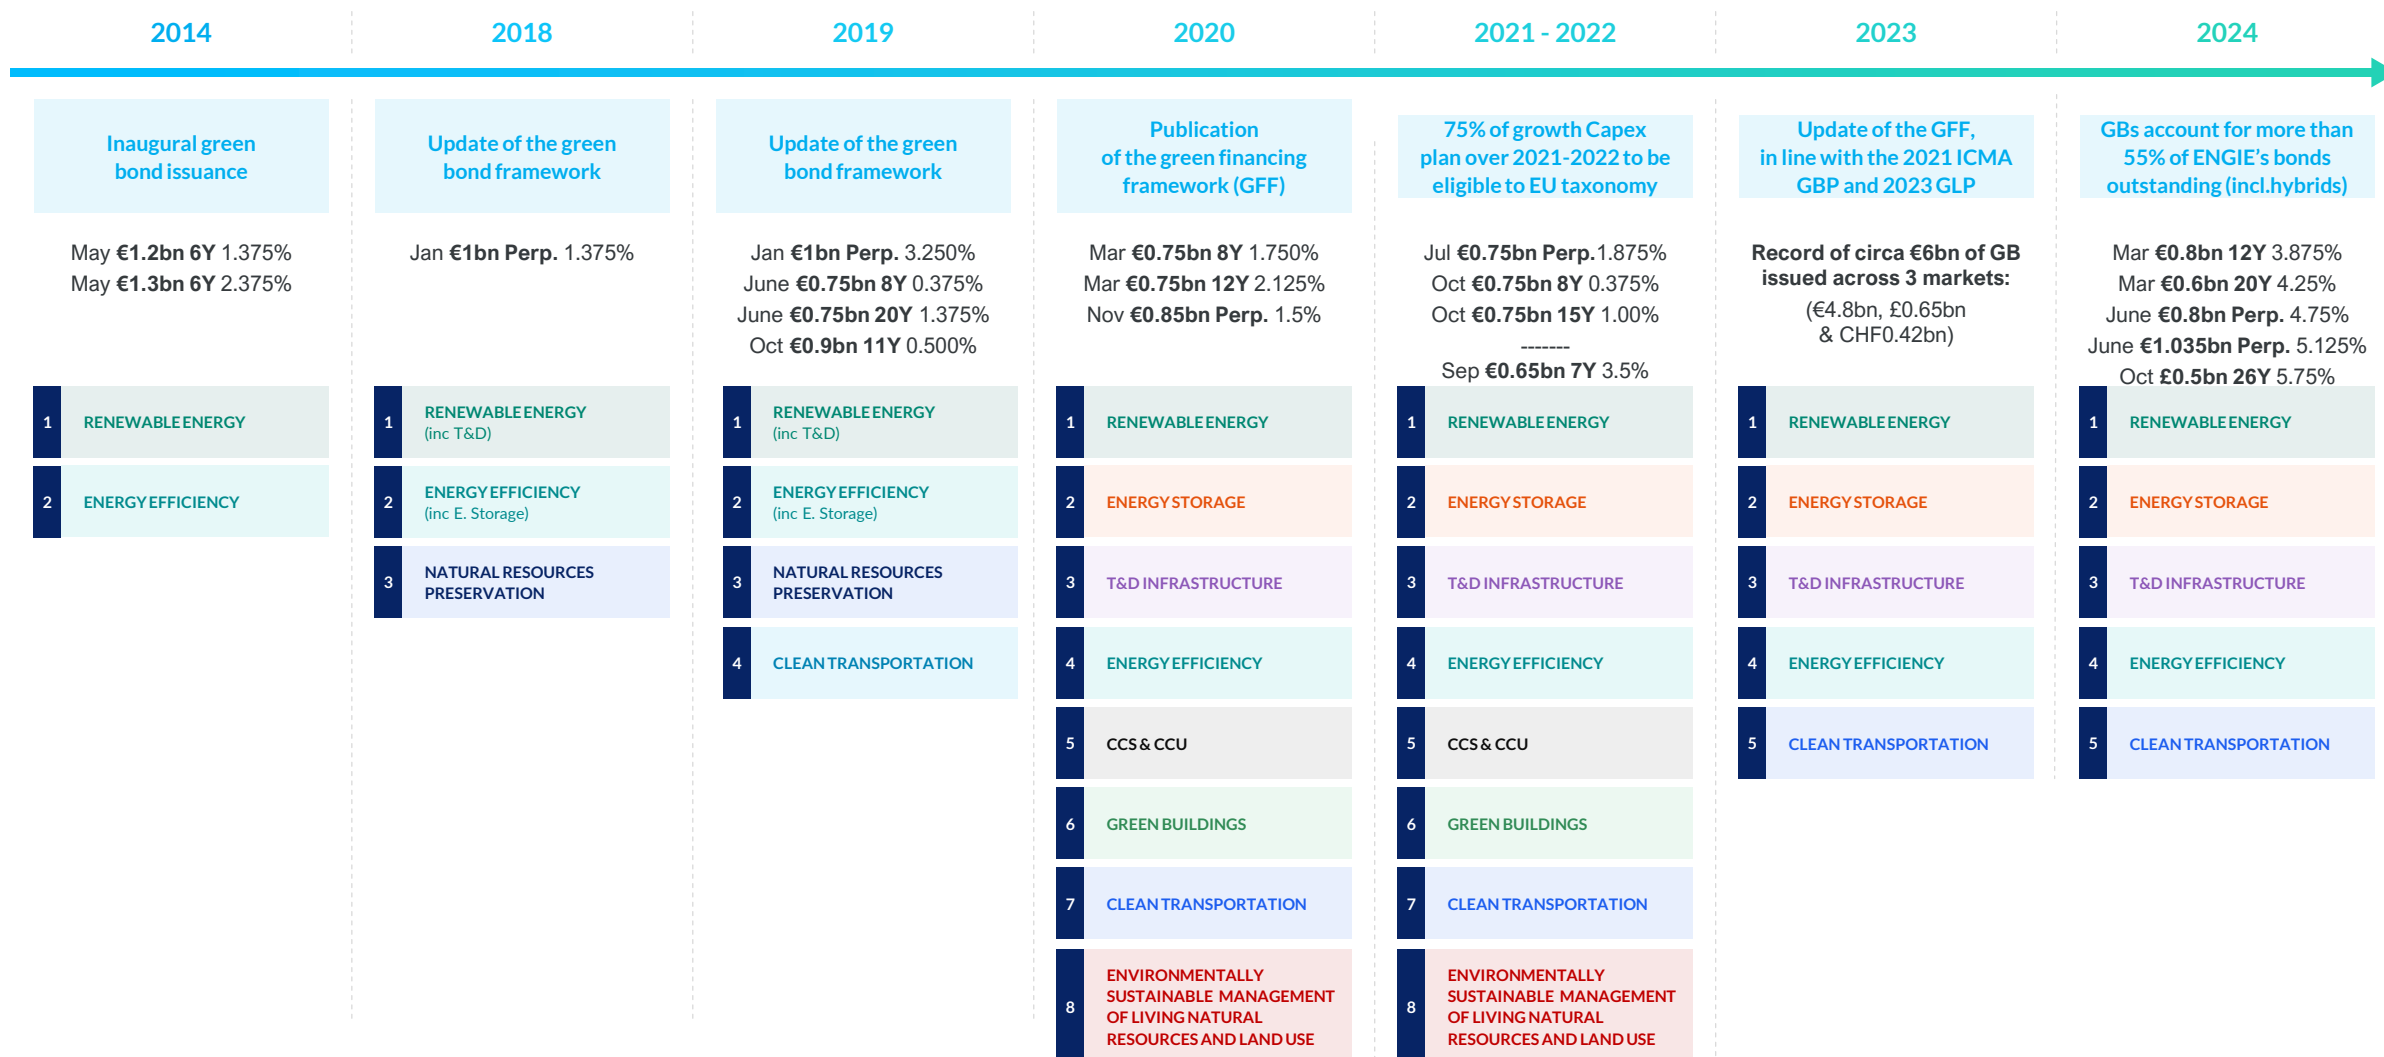 2014
Inaugural green
bond issuance
May €1.2bn 6Y 1.375%
May €1.3bn 6Y 2.375%
1 RENEWABLE ENERGY
2 ENERGY EFFICIENCY
2018
Update of the green
bond framework
Jan €1bn Perp. 1.375%
1 RENEWABLE ENERGY
(inc T&D)
2 ENERGY EFFICIENCY
(inc E. Storage)
3 NATURAL RESOURCES
PRESERVATION
2019
Update of the green
bond framework
Jan €1bn Perp. 3.250%
June €0.75bn 8Y 0.375%
June €0.75bn 20Y 1.375%
Oct €0.9bn 11Y 0.500%
1 RENEWABLE ENERGY
(inc T&D)
2 ENERGY EFFICIENCY
(inc E. Storage)
3 NATURAL RESOURCES
PRESERVATION
4 CLEAN TRANSPORTATION
2020
Publication
of the green financing
framework (GFF)
Mar €0.75bn 8Y 1.750%
Mar €0.75bn 12Y 2.125%
Nov €0.85bn Perp. 1.5%
1 RENEWABLE ENERGY
2 ENERGY STORAGE
3 T&D INFRASTRUCTURE
4 ENERGY EFFICIENCY
5 CCS & CCU
6 GREEN BUILDINGS
7 CLEAN TRANSPORTATION
8 ENVIRONMENTALLY
SUSTAINABLE MANAGEMENT
OF LIVING NATURAL
RESOURCES AND LAND USE
2021 - 2022
75% of growth Capex
plan over 2021-2022 to be
eligible to EU taxonomy
Jul €0.75bn Perp.1.875%
Oct €0.75bn 8Y 0.375%
Oct €0.75bn 15Y 1.00%
-------
Sep €0.65bn 7Y 3.5%
1 RENEWABLE ENERGY
2 ENERGY STORAGE
3 T&D INFRASTRUCTURE
4 ENERGY EFFICIENCY
5 CCS & CCU
6 GREEN BUILDINGS
7 CLEAN TRANSPORTATION
8 ENVIRONMENTALLY
SUSTAINABLE MANAGEMENT
OF LIVING NATURAL
RESOURCES AND LAND USE
2023
Update of the GFF,
in line with the 2021 ICMA
GBP and 2023 GLP
Record of circa €6bn of GB
issued across 3 markets:
(€4.8bn, £0.65bn
& CHF0.42bn)
1 RENEWABLE ENERGY
2 ENERGY STORAGE
3 T&D INFRASTRUCTURE
4 ENERGY EFFICIENCY
5 CLEAN TRANSPORTATION
2024
GBs account for more than
55% of ENGIE’s bonds
outstanding (incl.hybrids)
Mar €0.8bn 12Y 3.875%
Mar €0.6bn 20Y 4.25%
June €0.8bn Perp. 4.75%
June €1.035bn Perp. 5.125%
Oct £0.5bn 26Y 5.75%
1 RENEWABLE ENERGY
2 ENERGY STORAGE
3 T&D INFRASTRUCTURE
4 ENERGY EFFICIENCY
5 CLEAN TRANSPORTATION